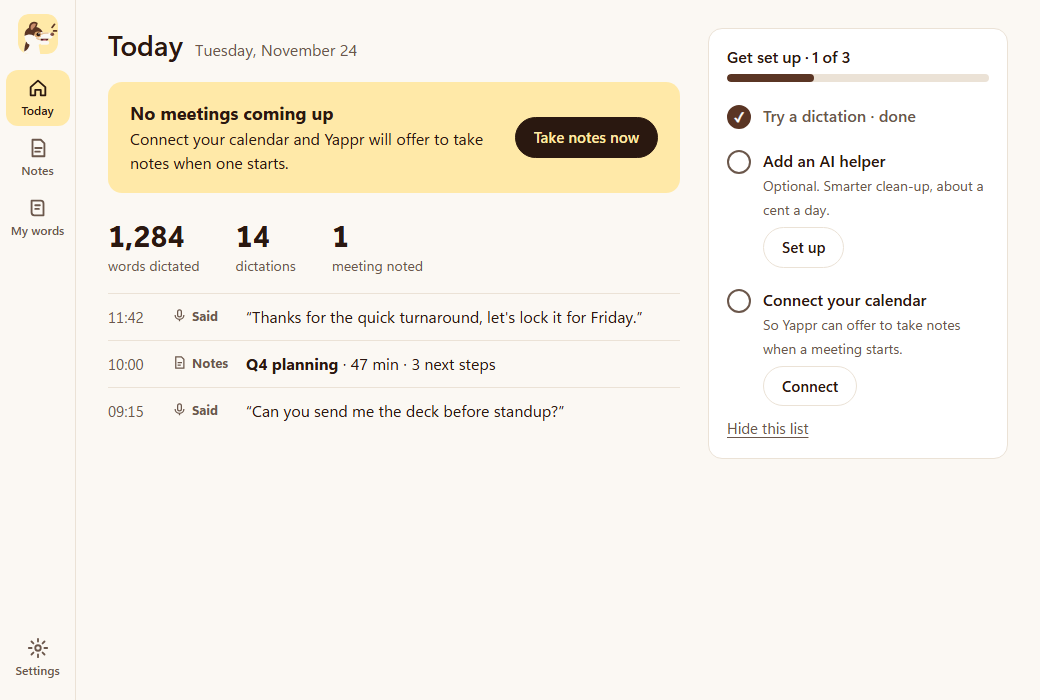 Today
Notes
My words
Settings
Today Tuesday, November 24
No meetings coming up
Connect your calendar and Yappr will offer to take
notes when one starts.
Take notes now
1,284 14 1
words dictated dictations meeting noted
11:42 Said “Thanks for the quick turnaround, let's lock it for Friday.”
10:00 Notes Q4 planning · 47 min · 3 next steps
09:15 Said “Can you send me the deck before standup?”
Get set up · 1 of 3
Try a dictation · done
Add an AI helper
Optional. Smarter clean-up, about a
cent a day.
Set up
Connect your calendar
So Yappr can offer to take notes
when a meeting starts.
Connect
Hide this list